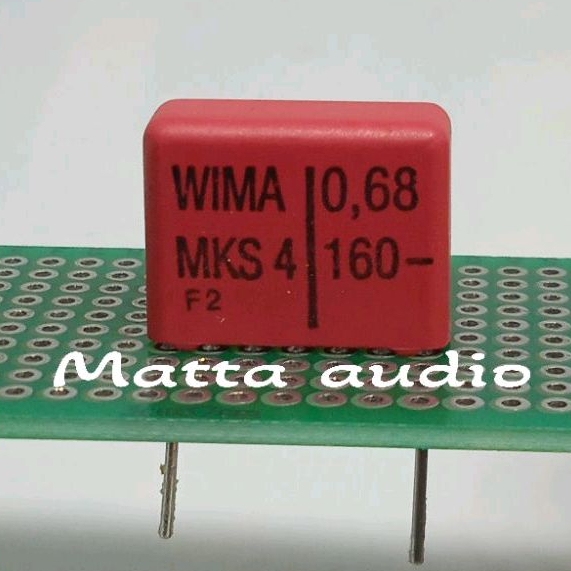 WIMA 0,68
MKS 4 160–
F2
Matta audio